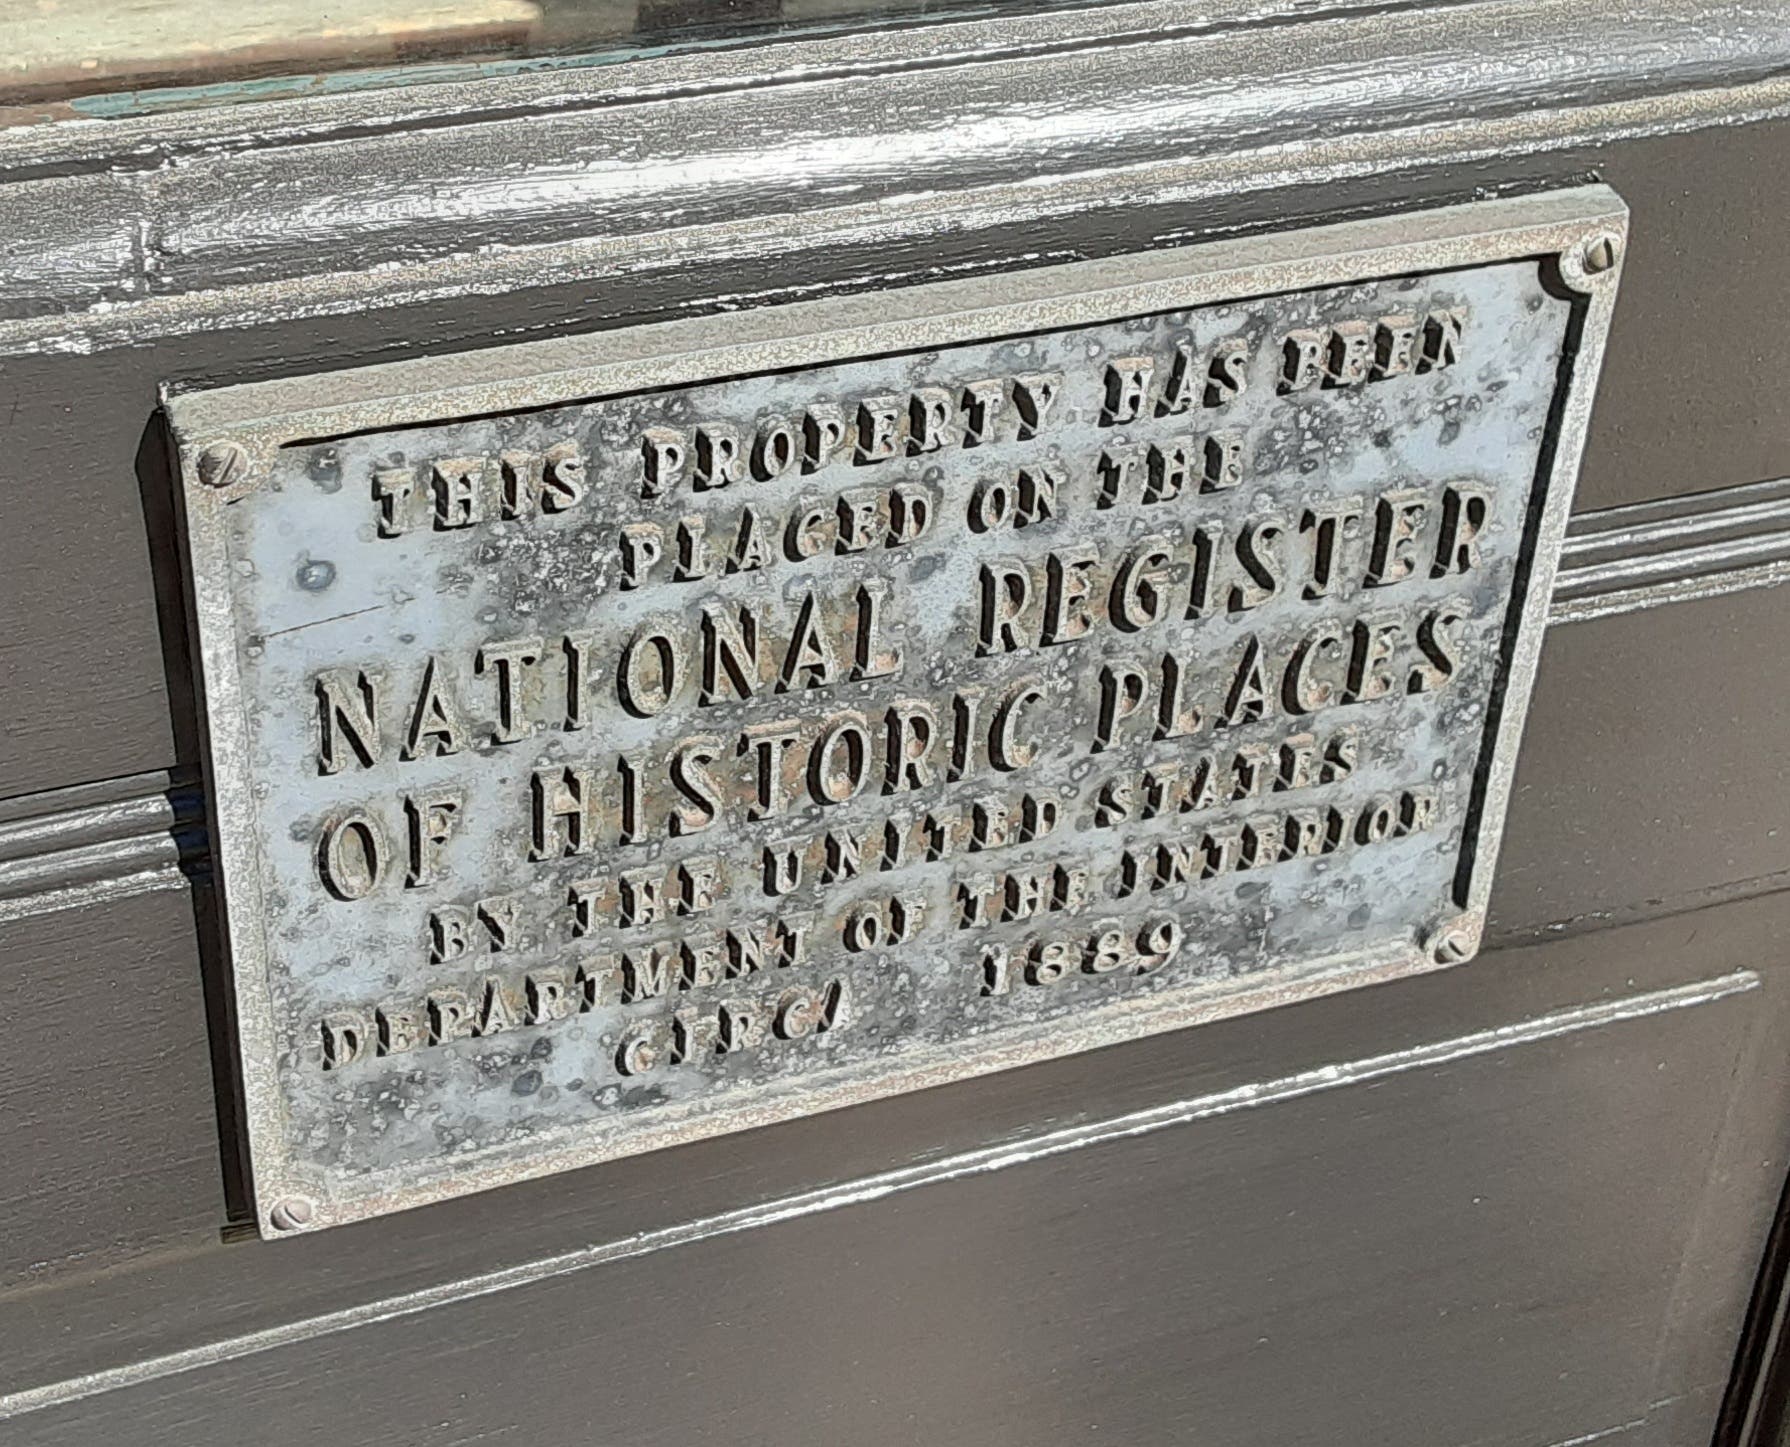 THIS PROPERTY HAS BEEN
PLACED ON THE
NATIONAL REGISTER
OF HISTORIC PLACES
BY THE UNITED STATES
DEPARTMENT OF THE INTERIOR
CIRCA 1889